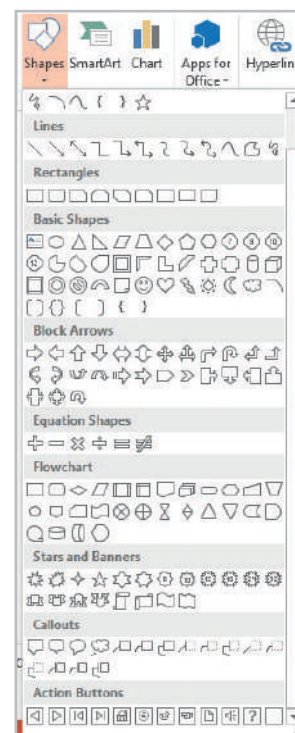 Shapes SmartArt Chart Apps for Hyperlin
Office
Lines
Rectangles
Basic Shapes
Block Arrows
Equation Shapes
Flowchart
Stars and Banners
Callouts
Action Buttons